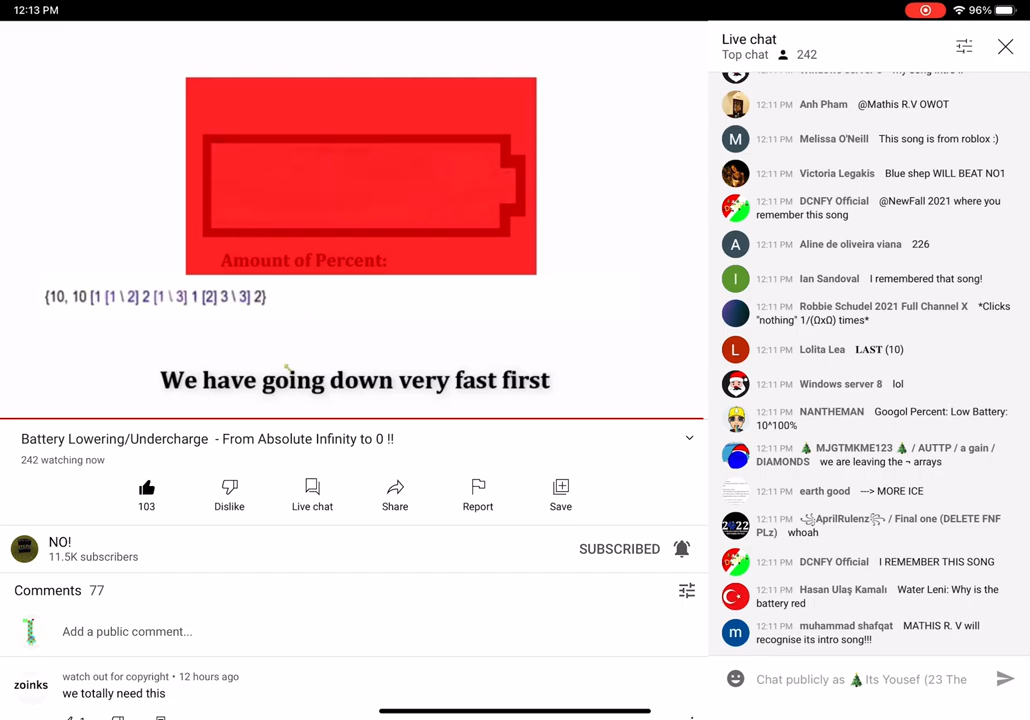 12:13 PM
96%
Amount of Percent:
{10, 10 [1 [1 \ 2] 2 [1 \ 3] 1 [2] 3 \ 3] 2}
We have going down very fast first
Battery Lowering/Undercharge - From Absolute Infinity to 0 !!
242 watching now
103
Dislike
Live chat
Share
Report
Save
NO!
11.5K subscribers
SUBSCRIBED
Comments 77
Add a public comment...
zoinks
watch out for copyright • 12 hours ago
we totally need this
1
Live chat
Top chat 242
12:11 PM Anh Pham @Mathis R.V OWOT
M 12:11 PM Melissa O'Neill This song is from roblox :)
12:11 PM Victoria Legakis Blue shep WILL BEAT NO1
12:11 PM DCNFY Official @NewFall 2021 where you
remember this song
A 12:11 PM Aline de oliveira viana 226
I 12:11 PM Ian Sandoval I remembered that song!
12:11 PM Robbie Schudel 2021 Full Channel X *Clicks
"nothing" 1/(ΩxΩ) times*
L 12:11 PM Lolita Lea 𝐋𝐀𝐒𝐓 (10)
12:11 PM Windows server 8 lol
12:11 PM NANTHEMAN Googol Percent: Low Battery:
10^100%
12:11 PM 🎄 MJGTMKME123 🎄 / AUTTP / a gain /
DIAMONDS we are leaving the ¬ arrays
12:11 PM earth good ---> MORE ICE
2022 12:11 PM ꧁AprilRulenz꧂ / Final one (DELETE FNF
PLz) whoah
12:11 PM DCNFY Official I REMEMBER THIS SONG
12:11 PM Hasan Ulaş Kamalı Water Leni: Why is the
battery red
m 12:11 PM muhammad shafqat MATHIS R. V will
recognise its intro song!!!
Chat publicly as 🎄Its Yousef (23 The